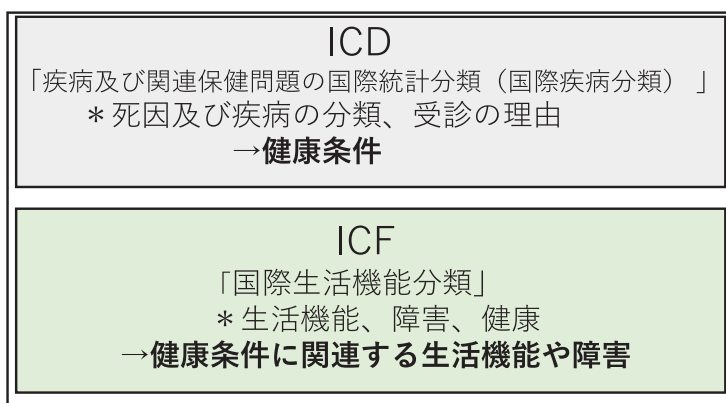 ICD
「疾病及び関連保健問題の国際統計分類（国際疾病分類） 」
＊死因及び疾病の分類、受診の理由
→健康条件
ICF
「国際生活機能分類」
＊生活機能、障害、健康
→健康条件に関連する生活機能や障害